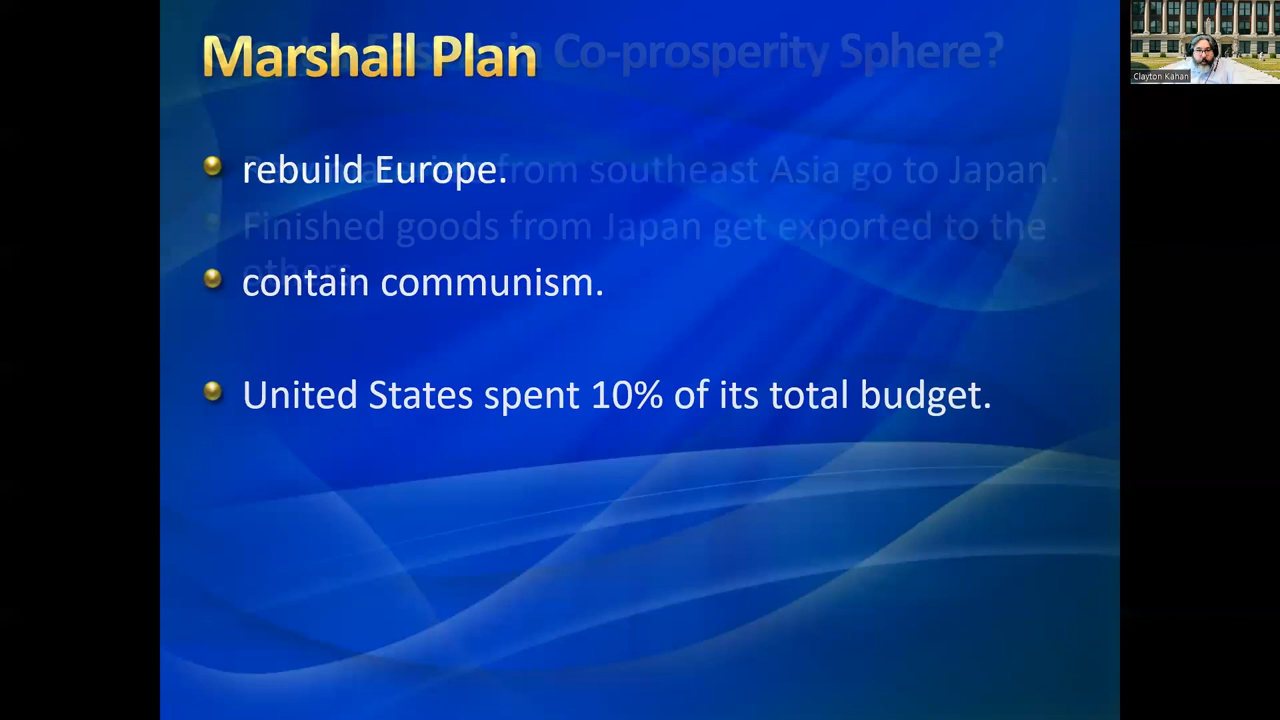 Marshall Plan
Co-prosperity Sphere?
rebuild Europe.
from southeast Asia go to Japan.
Finished goods from Japan get exported to the
contain communism.
United States spent 10% of its total budget.
Clayton Kahan